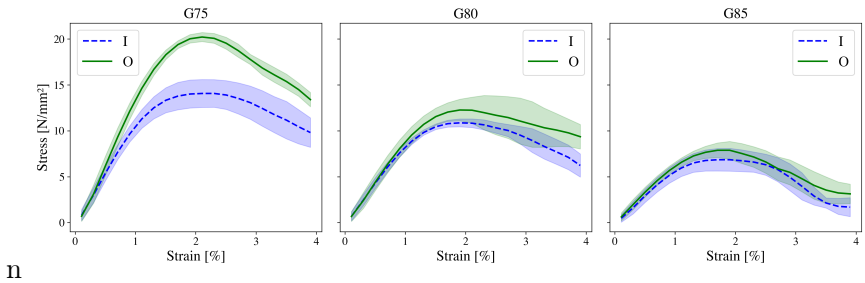 G75
G80
G85
I
O
I
O
I
O
Stress [N/mm²]
20
15
10
5
0
0 1 2 3 4
0 1 2 3 4
0 1 2 3 4
Strain [%]
Strain [%]
Strain [%]
n